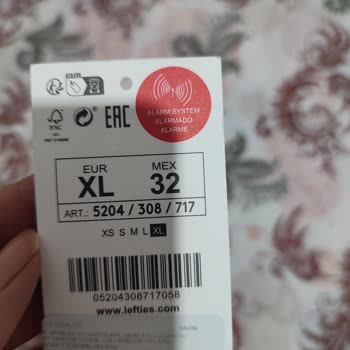 FSC
EAC
ALARM SYSTEM
ALARMADO
ALARME
EUR MEX
XL 32
ART.: 5204 / 308 / 717
XS S M L XL
05204308717058
www.lefties.com